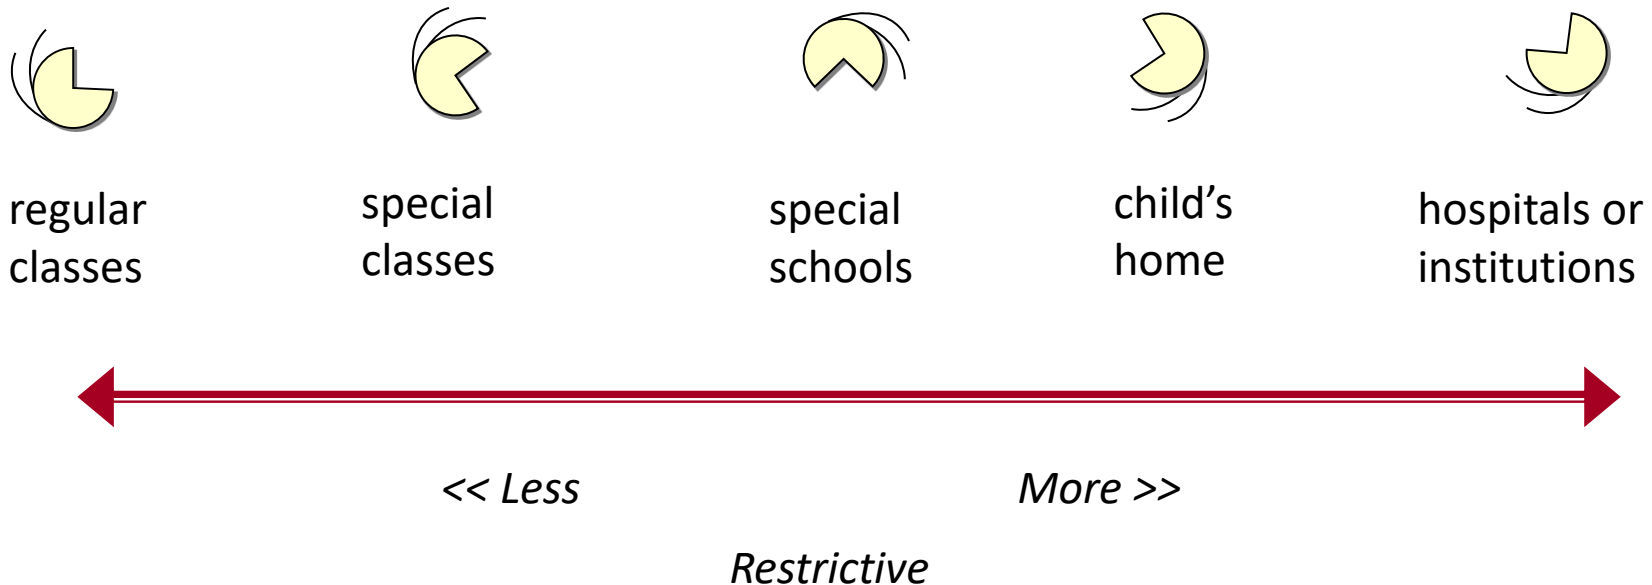 regular
classes
special
classes
special
schools
child’s
home
hospitals or
institutions
<< Less
More >>
Restrictive